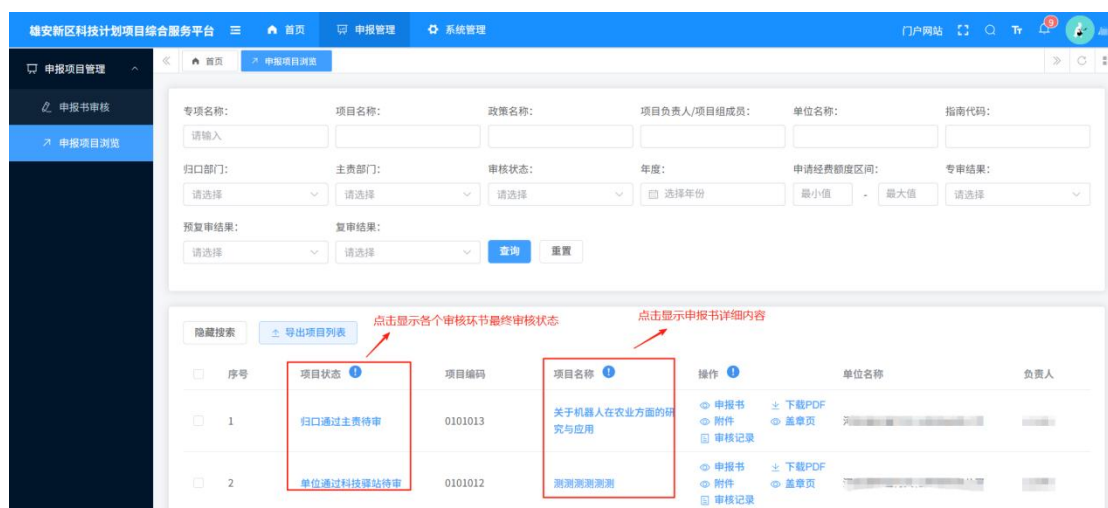 雄安新区科技计划项目综合服务平台 首页 申报管理 系统管理 门户网站 Tr 9
申报项目管理 首页 申报项目浏览
申报书审核
申报项目浏览
专项名称: 项目名称: 政策名称: 项目负责人/项目组成员: 单位名称: 指南代码:
请输入
归口部门: 主责部门: 审核状态: 年度: 申请经费额度区间: 专审结果:
请选择 请选择 请选择 选择年份 最小值 - 最大值 请选择
预复审结果: 复审结果:
请选择 请选择 查询 重置
点击显示各个审核环节最终审核状态 点击显示申报书详细内容
隐藏搜索 导出项目列表
序号 项目状态 项目编码 项目名称 操作 单位名称 负责人
1 归口通过主责待审 0101013 关于机器人在农业方面的研究与应用 申报书 下载PDF
附件 盖章页
审核记录
2 单位通过科技驿站待审 0101012 测测测测测测 申报书 下载PDF
附件 盖章页
审核记录